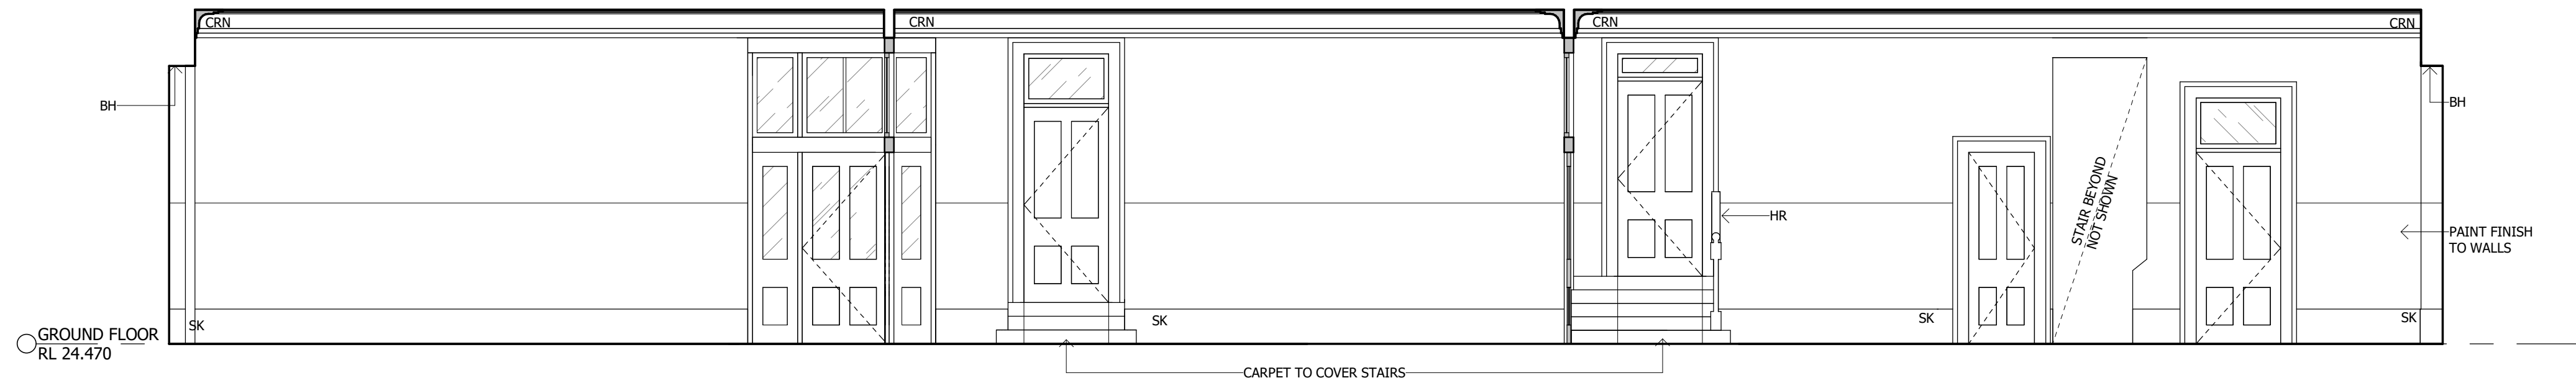 CRN
CRN
CRN
CRN
BH
BH
HR
STAIR BEYOND
NOT SHOWN
PAINT FINISH
TO WALLS
SK
SK
SK
SK
GROUND FLOOR
RL 24.470
CARPET TO COVER STAIRS